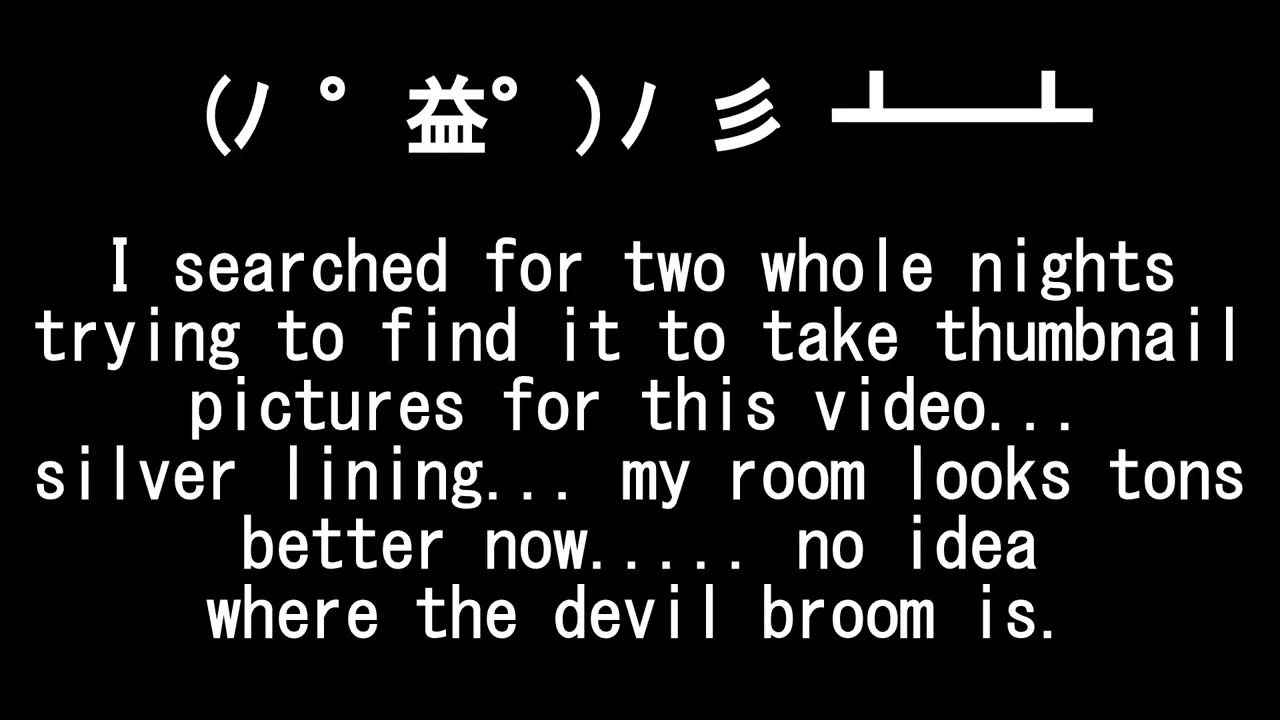 (ノ ゜益゜)ノ 彡 ┻━┻
I searched for two whole nights
trying to find it to take thumbnail
pictures for this video...
silver lining... my room looks tons
better now..... no idea
where the devil broom is.